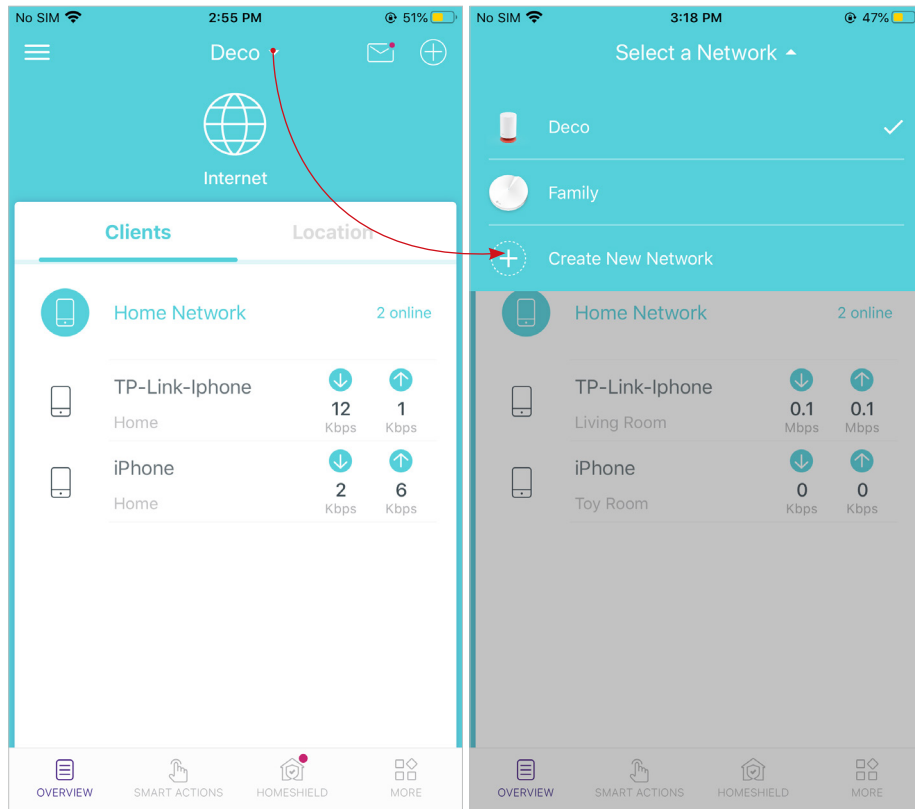 No SIM 2:55 PM 51%
Deco
Internet
Clients Location
Home Network 2 online
TP-Link-Iphone
12 1
Home Kbps Kbps
iPhone
2 6
Home Kbps Kbps
OVERVIEW SMART ACTIONS HOMESHIELD MORE
No SIM 3:18 PM 47%
Select a Network
Deco
Family
Create New Network
Home Network 2 online
TP-Link-Iphone
0.1 0.1
Living Room Mbps Mbps
iPhone
0 0
Toy Room Kbps Kbps
OVERVIEW SMART ACTIONS HOMESHIELD MORE